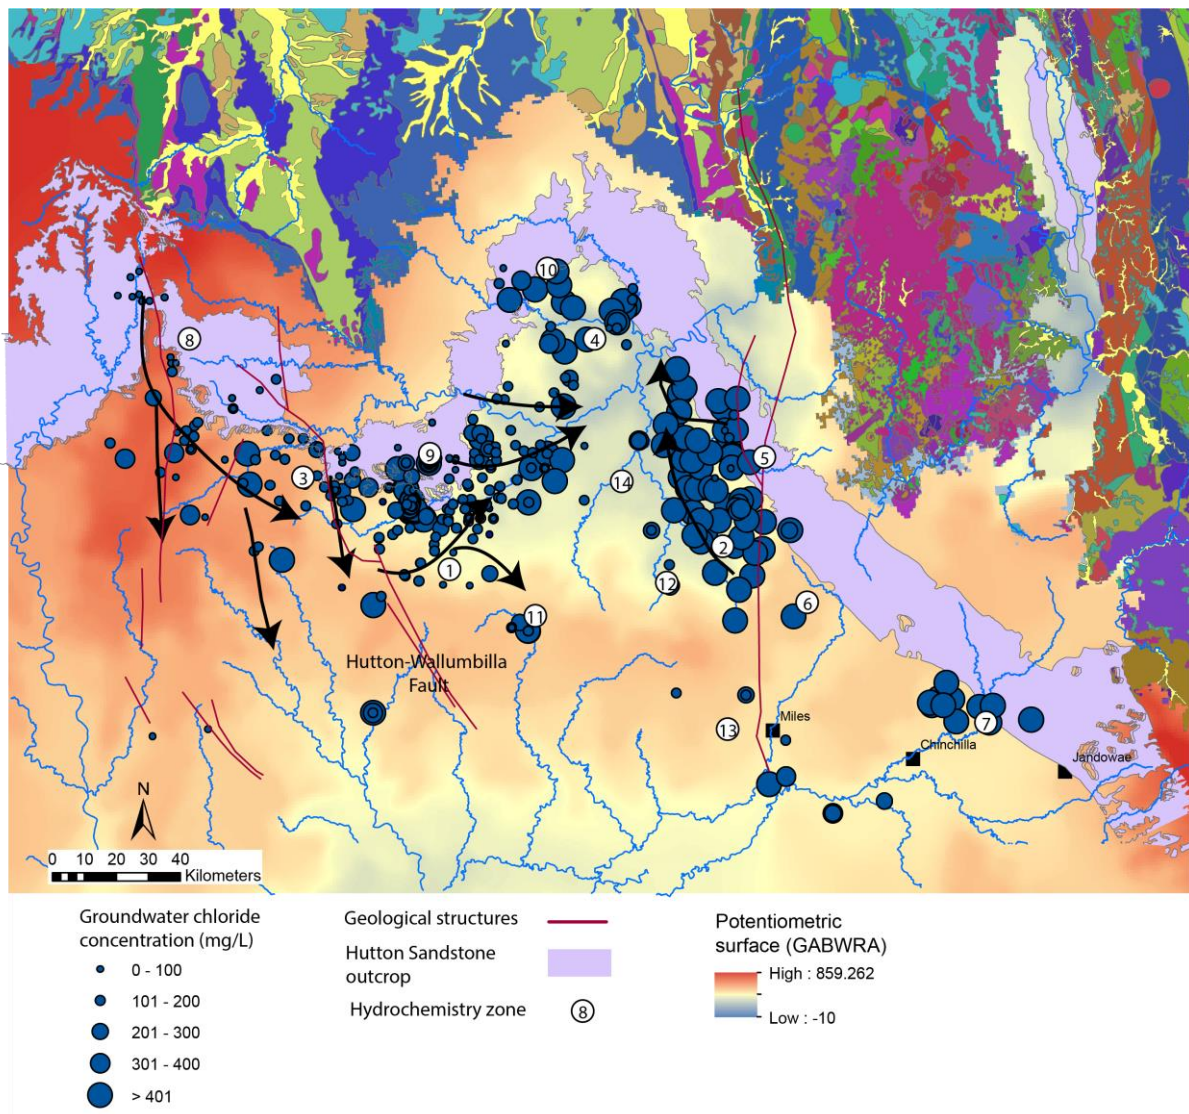 10
8
4
9
5
3
14
2
1
12
6
11
Hutton-Wallumbilla
Fault
13
Miles
7
Chinchilla
Jandowae
N
0 10 20 30 40
Kilometers
Groundwater chloride
concentration (mg/L)
0 - 100
101 - 200
201 - 300
301 - 400
> 401
Geological structures
Hutton Sandstone
outcrop
Hydrochemistry zone
8
Potentiometric
surface (GABWRA)
High : 859.262
Low : -10